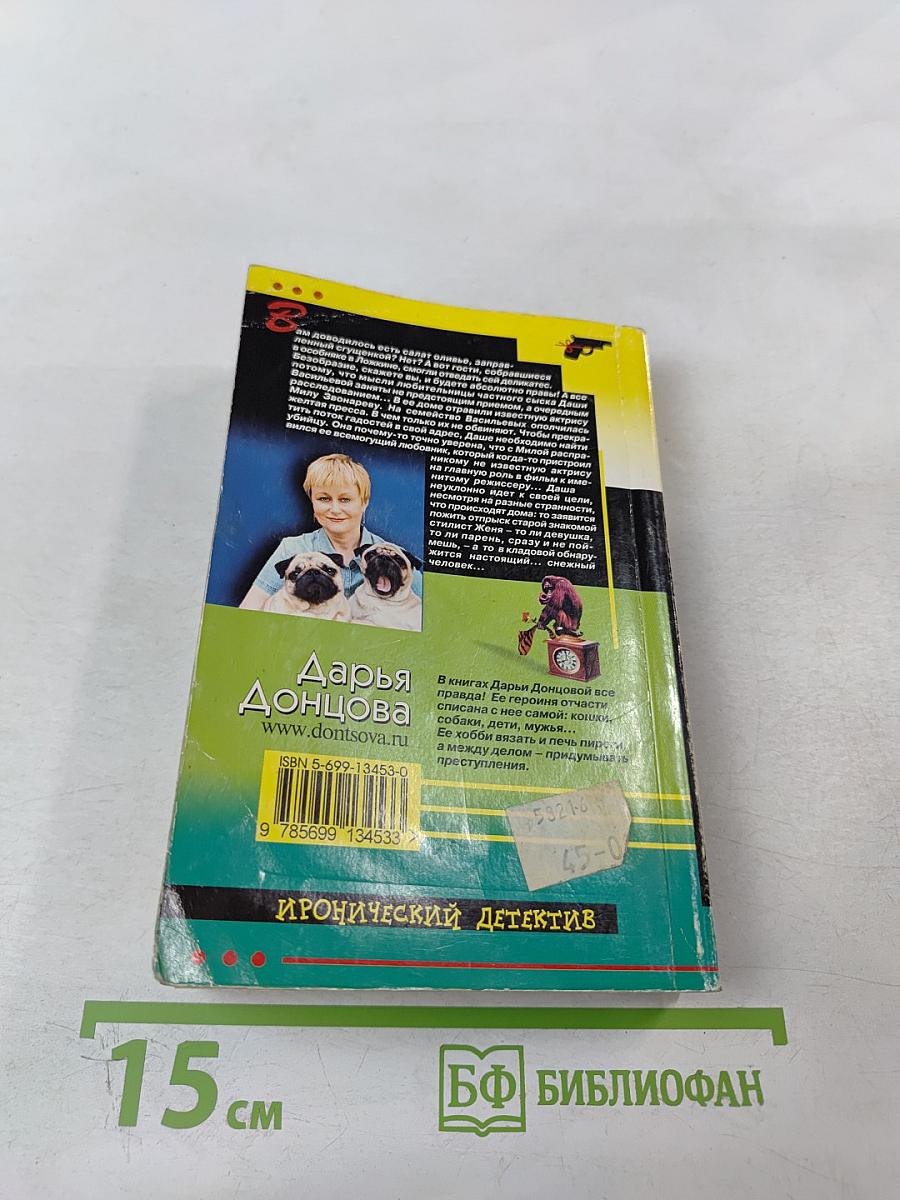 Вам доводилось есть салат оливье, заправ-
ленный сгущенкой? Нет? А вот гости, собравшиеся
в особняке в Ложкино, смогли отведать сей деликатес.
Безобразие, скажете вы, и будете абсолютно правы! А все
потому, что мысли любительницы частного сыска Даши
Васильевой заняты не предстоящим приемом, а очередным
расследованием... В ее доме отравили известную актрису
Милу Звонареву. На семейство Васильевых ополчилась
желтая пресса. В чем только их не обвиняют. Чтобы прекра-
тить поток гадостей в свой адрес, Даше необходимо найти
убийцу. Она почему-то точно уверена, что с Милой распра-
вился ее всемогущий любовник, который когда-то пристроил
никому не известную актрису
на главную роль в фильм к име-
нитому режиссеру... Даша
неуклонно идет к своей цели,
несмотря на разные странности,
что происходят дома: то заявится
пожить отпрыск старой знакомой
стилист Женя – то ли девушка,
то ли парень, сразу и не пой-
мешь, – а то в кладовой обнару-
жится настоящий... снежный
человек...
Дарья
Донцова
www.dontsova.ru
В книгах Дарьи Донцовой все
правда! Ее героиня отчасти
списана с нее самой: кошки,
собаки, дети, мужья...
Ее хобби вязать и печь пироги,
а между делом – придумывать
преступления.
ISBN 5-699-13453-0
9 785699 134533 >
45-0
ИРОНИЧЕСКИЙ ДЕТЕКТИВ
15 см
БФ БИБЛИОФАН